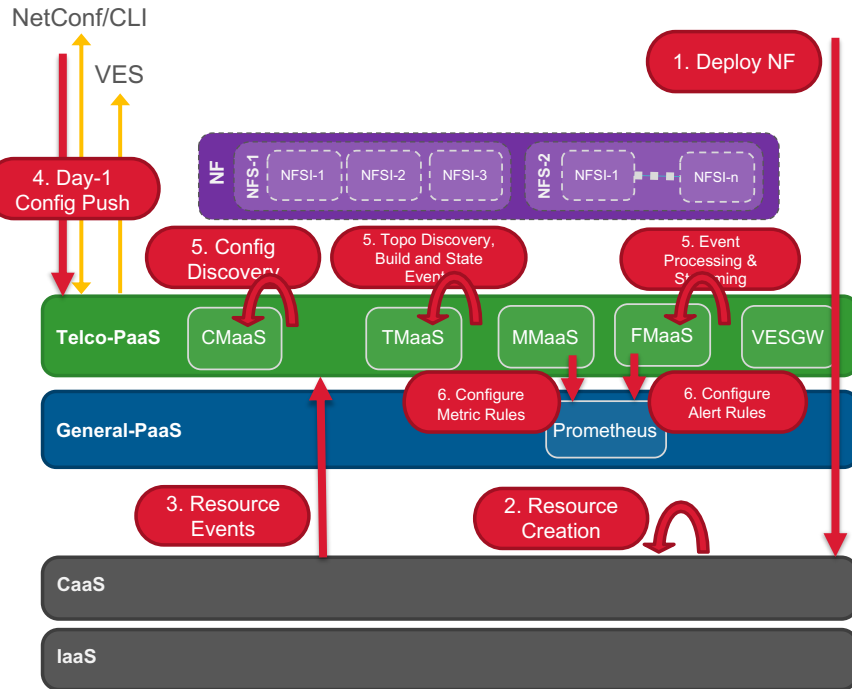 NetConf/CLI
VES
1. Deploy NF
4. Day-1
Config Push
NF
NFS-1
NFSI-1
NFSI-2
NFSI-3
NFS-2
NFSI-1
NFSI-n
5. Config
Discovery
5. Topo Discovery,
Build and State
5. Event
Processing &
Telco-PaaS
CMaaS
TMaaS
MMaaS
FMaaS
VESGW
6. Configure
Metric Rules
6. Configure
Alert Rules
General-PaaS
Prometheus
3. Resource
Events
2. Resource
Creation
CaaS
IaaS